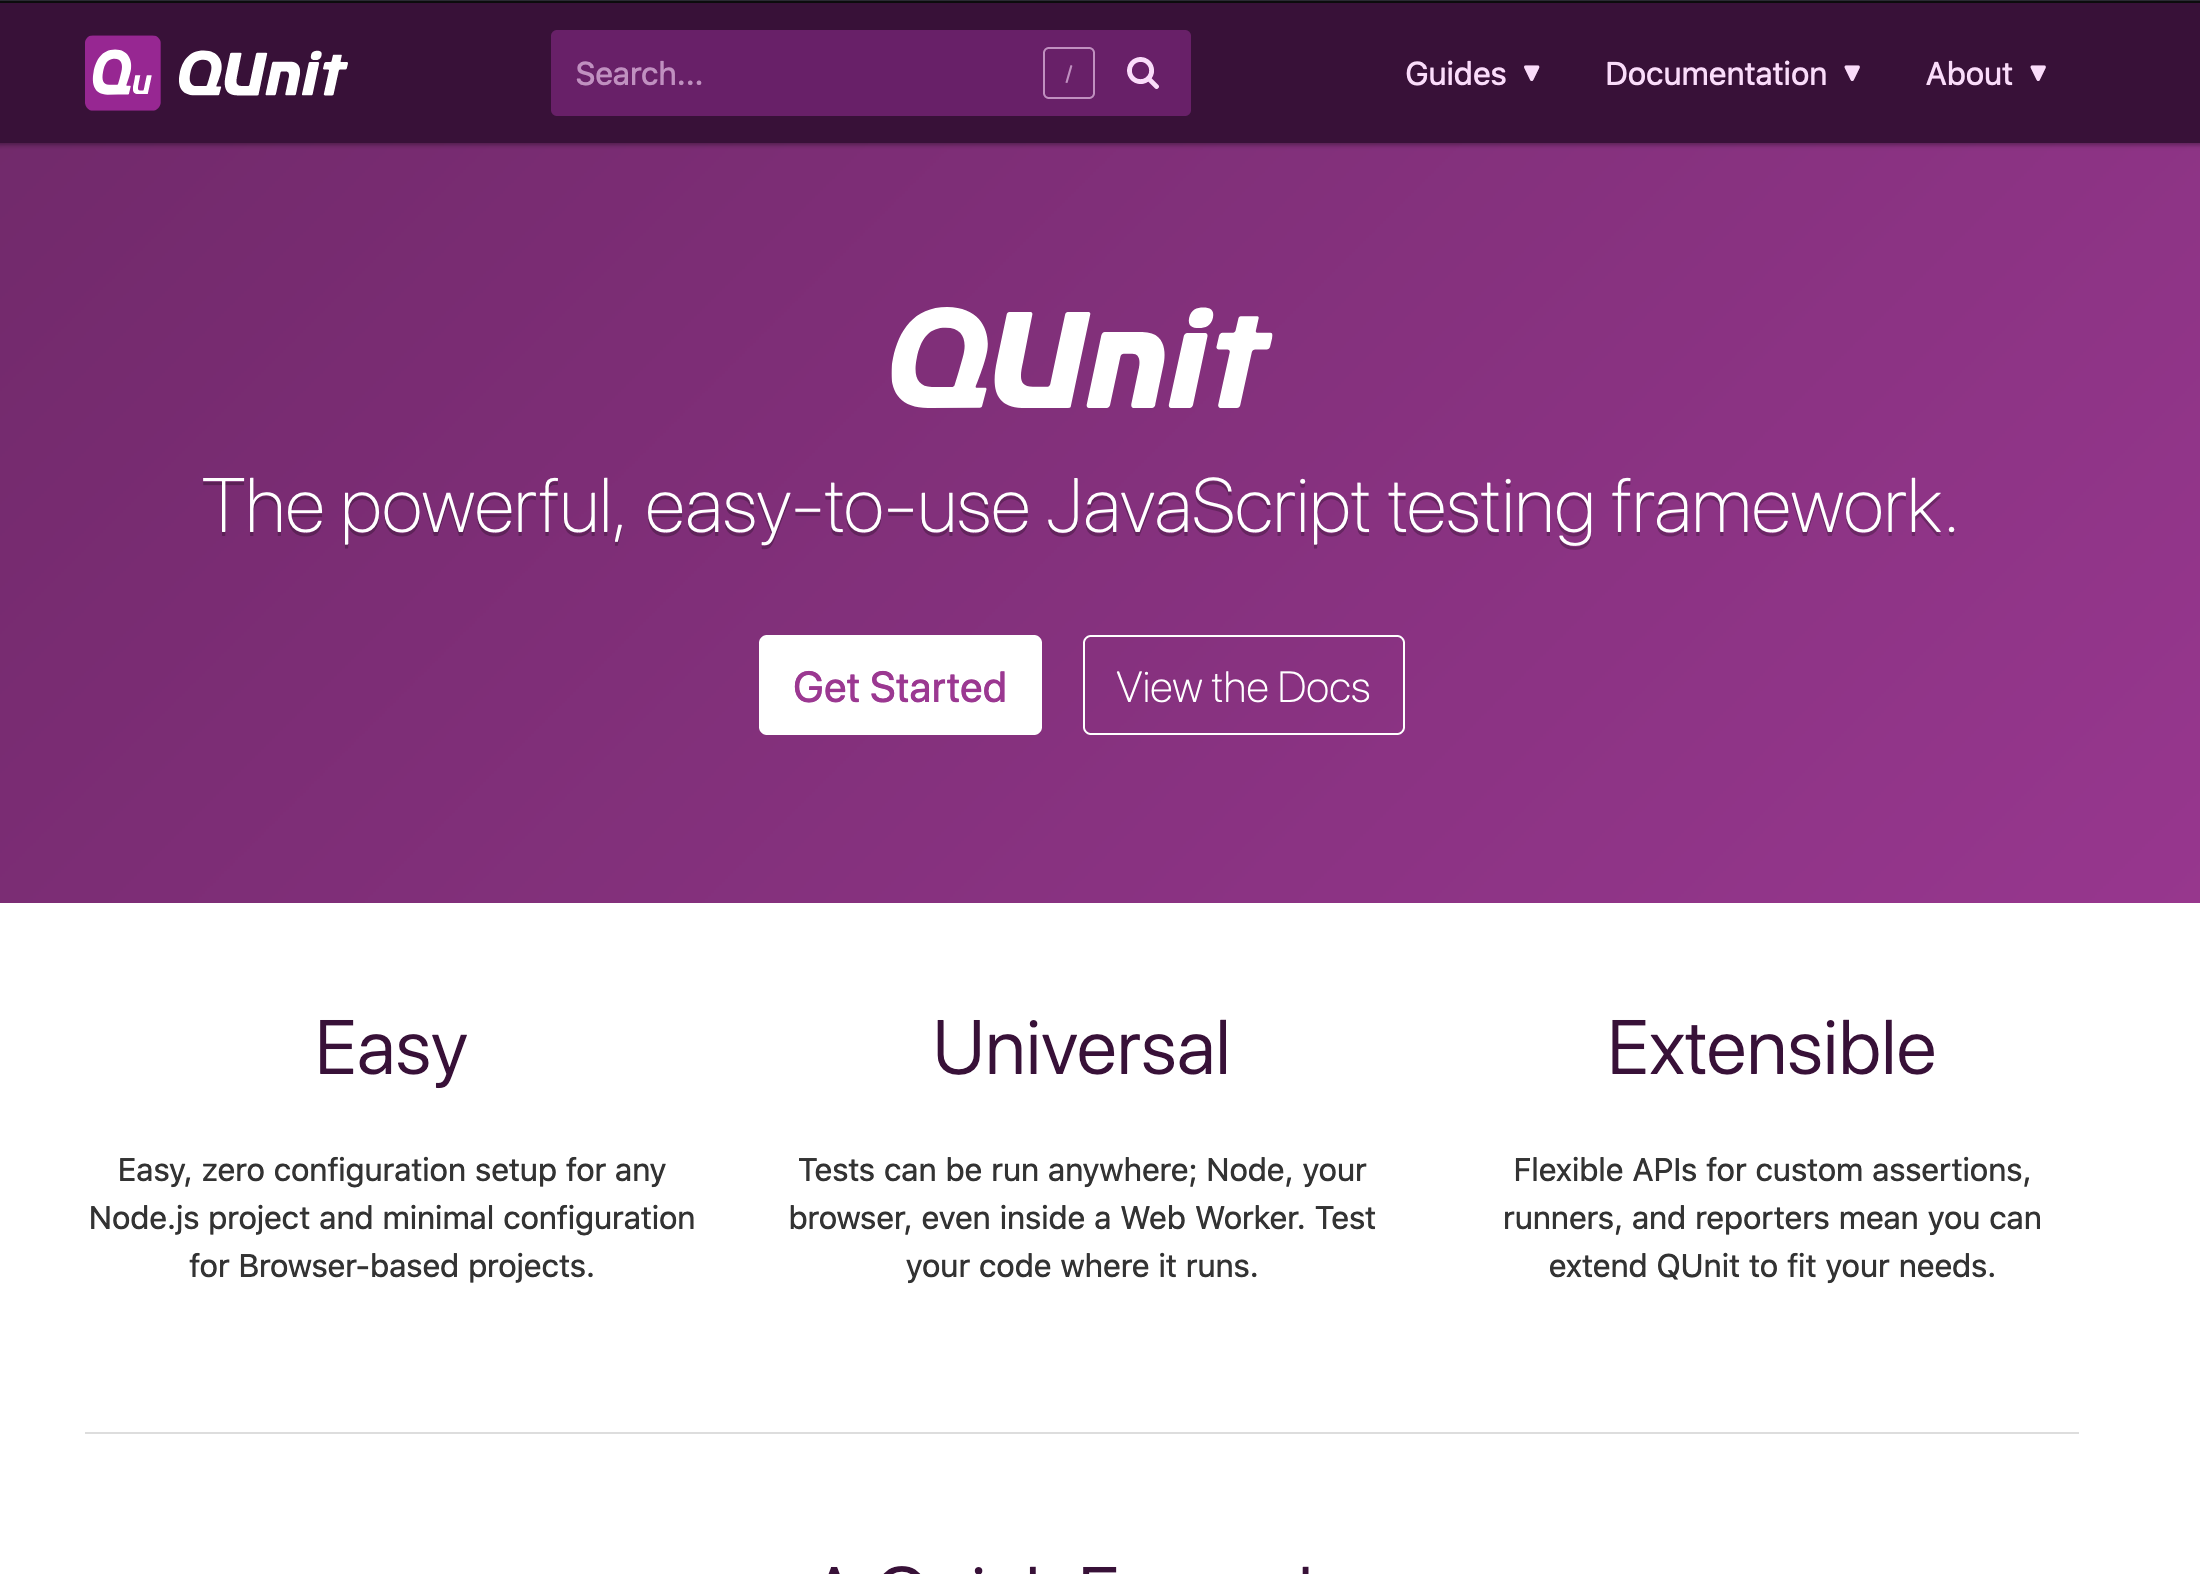 Qu QUnit
Search...
/
Guides ▼
Documentation ▼
About ▼
QUnit
The powerful, easy-to-use JavaScript testing framework.
Get Started
View the Docs
Easy
Easy, zero configuration setup for any
Node.js project and minimal configuration
for Browser-based projects.
Universal
Tests can be run anywhere; Node, your
browser, even inside a Web Worker. Test
your code where it runs.
Extensible
Flexible APIs for custom assertions,
runners, and reporters mean you can
extend QUnit to fit your needs.